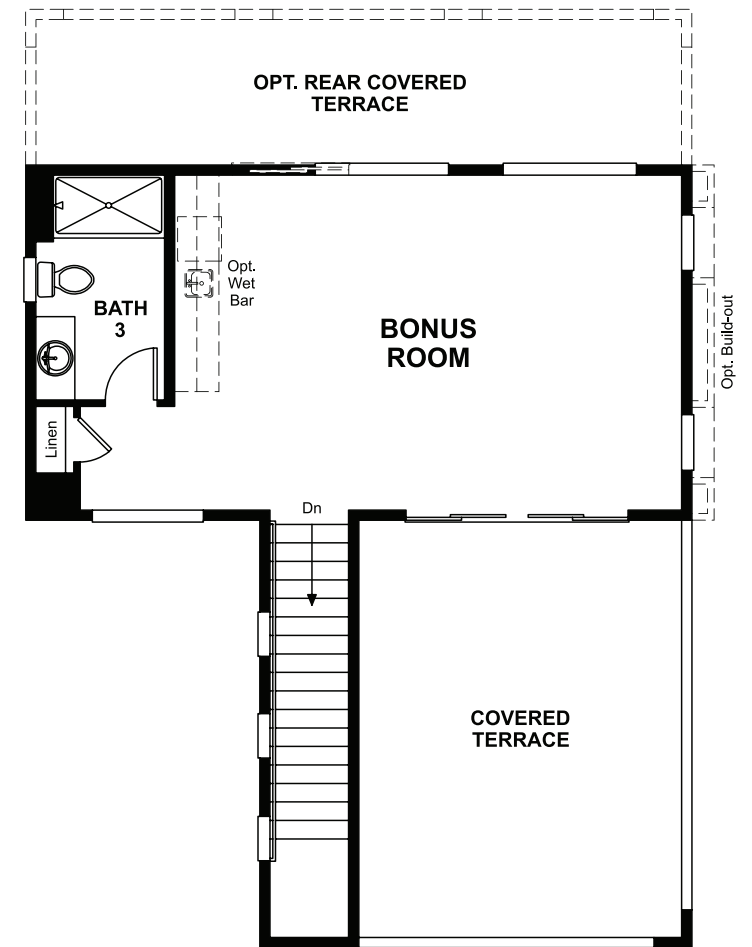 OPT. REAR COVERED
TERRACE
Opt.
Wet
Bar
BATH
3
BONUS
ROOM
Opt. Build-out
Linen
Dn
COVERED
TERRACE